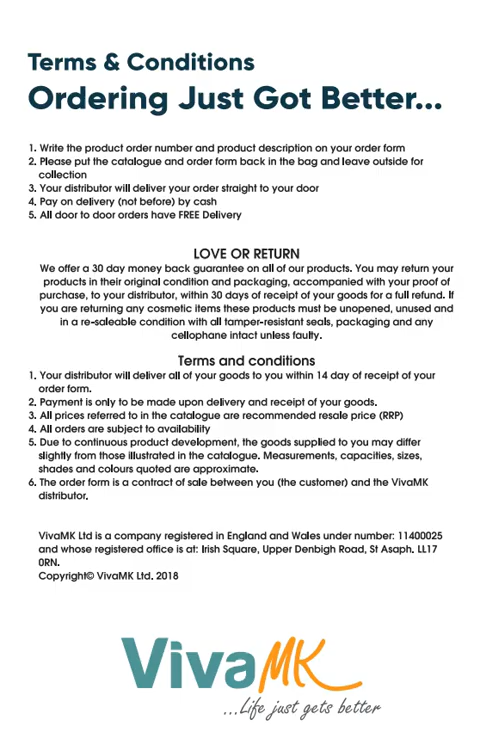 Terms & Conditions
Ordering Just Got Better...
1. Write the product order number and product description on your order form
2. Please put the catalogue and order form back in the bag and leave outside for
collection
3. Your distributor will deliver your order straight to your door
4. Pay on delivery (not before) by cash
5. All door to door orders have FREE Delivery
LOVE OR RETURN
We offer a 30 day money back guarantee on all of our products. You may return your
products in their original condition and packaging, accompanied with your proof of
purchase, to your distributor, within 30 days of receipt of your goods for a full refund. If
you are returning any cosmetic items these products must be unopened, unused and
in a re-saleable condition with all tamper-resistant seals, packaging and any
cellophane intact unless faulty.
Terms and conditions
1. Your distributor will deliver all of your goods to you within 14 day of receipt of your
order form.
2. Payment is only to be made upon delivery and receipt of your goods.
3. All prices referred to in the catalogue are recommended resale price (RRP)
4. All orders are subject to availability
5. Due to continuous product development, the goods supplied to you may differ
slightly from those illustrated in the catalogue. Measurements, capacities, sizes,
shades and colours quoted are approximate.
6. The order form is a contract of sale between you (the customer) and the VivaMK
distributor.
VivaMK Ltd is a company registered in England and Wales under number: 11400025
and whose registered office is at: Irish Square, Upper Denbigh Road, St Asaph. LL17
0RN.
Copyright© VivaMK Ltd. 2018
VivaMK
...Life just gets better